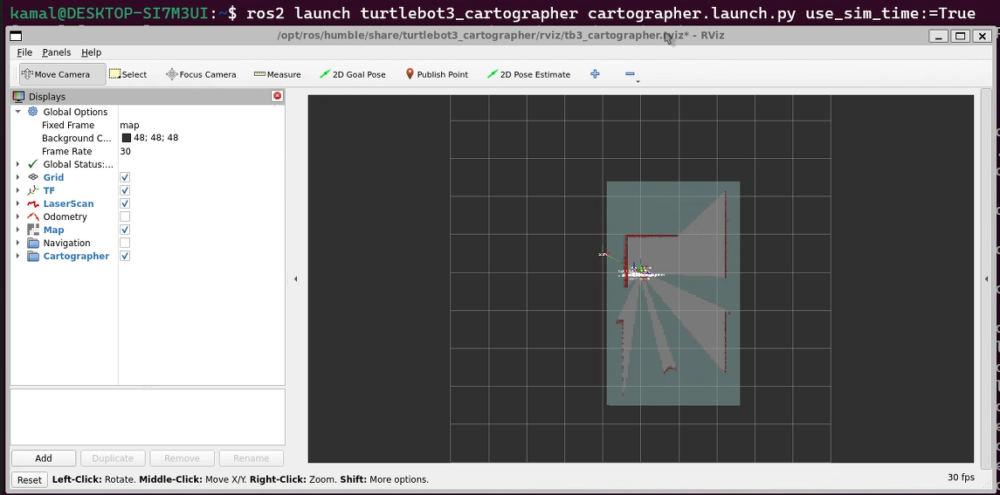 kamal@DESKTOP-SI7M3UI:~$ ros2 launch turtlebot3_cartographer cartographer.launch.py use_sim_time:=True
/opt/ros/humble/share/turtlebot3_cartographer/rviz/tb3_cartographer.rviz* - RViz
File Panels Help
Move Camera Select Focus Camera Measure 2D Goal Pose Publish Point 2D Pose Estimate
Displays
Global Options
Fixed Frame map
Background C... 48; 48; 48
Frame Rate 30
Global Status:...
Grid
TF
LaserScan
Odometry
Map
Navigation
Cartographer
Add Duplicate Remove Rename
Reset Left-Click: Rotate. Middle-Click: Move X/Y. Right-Click: Zoom. Shift: More options. 30 fps